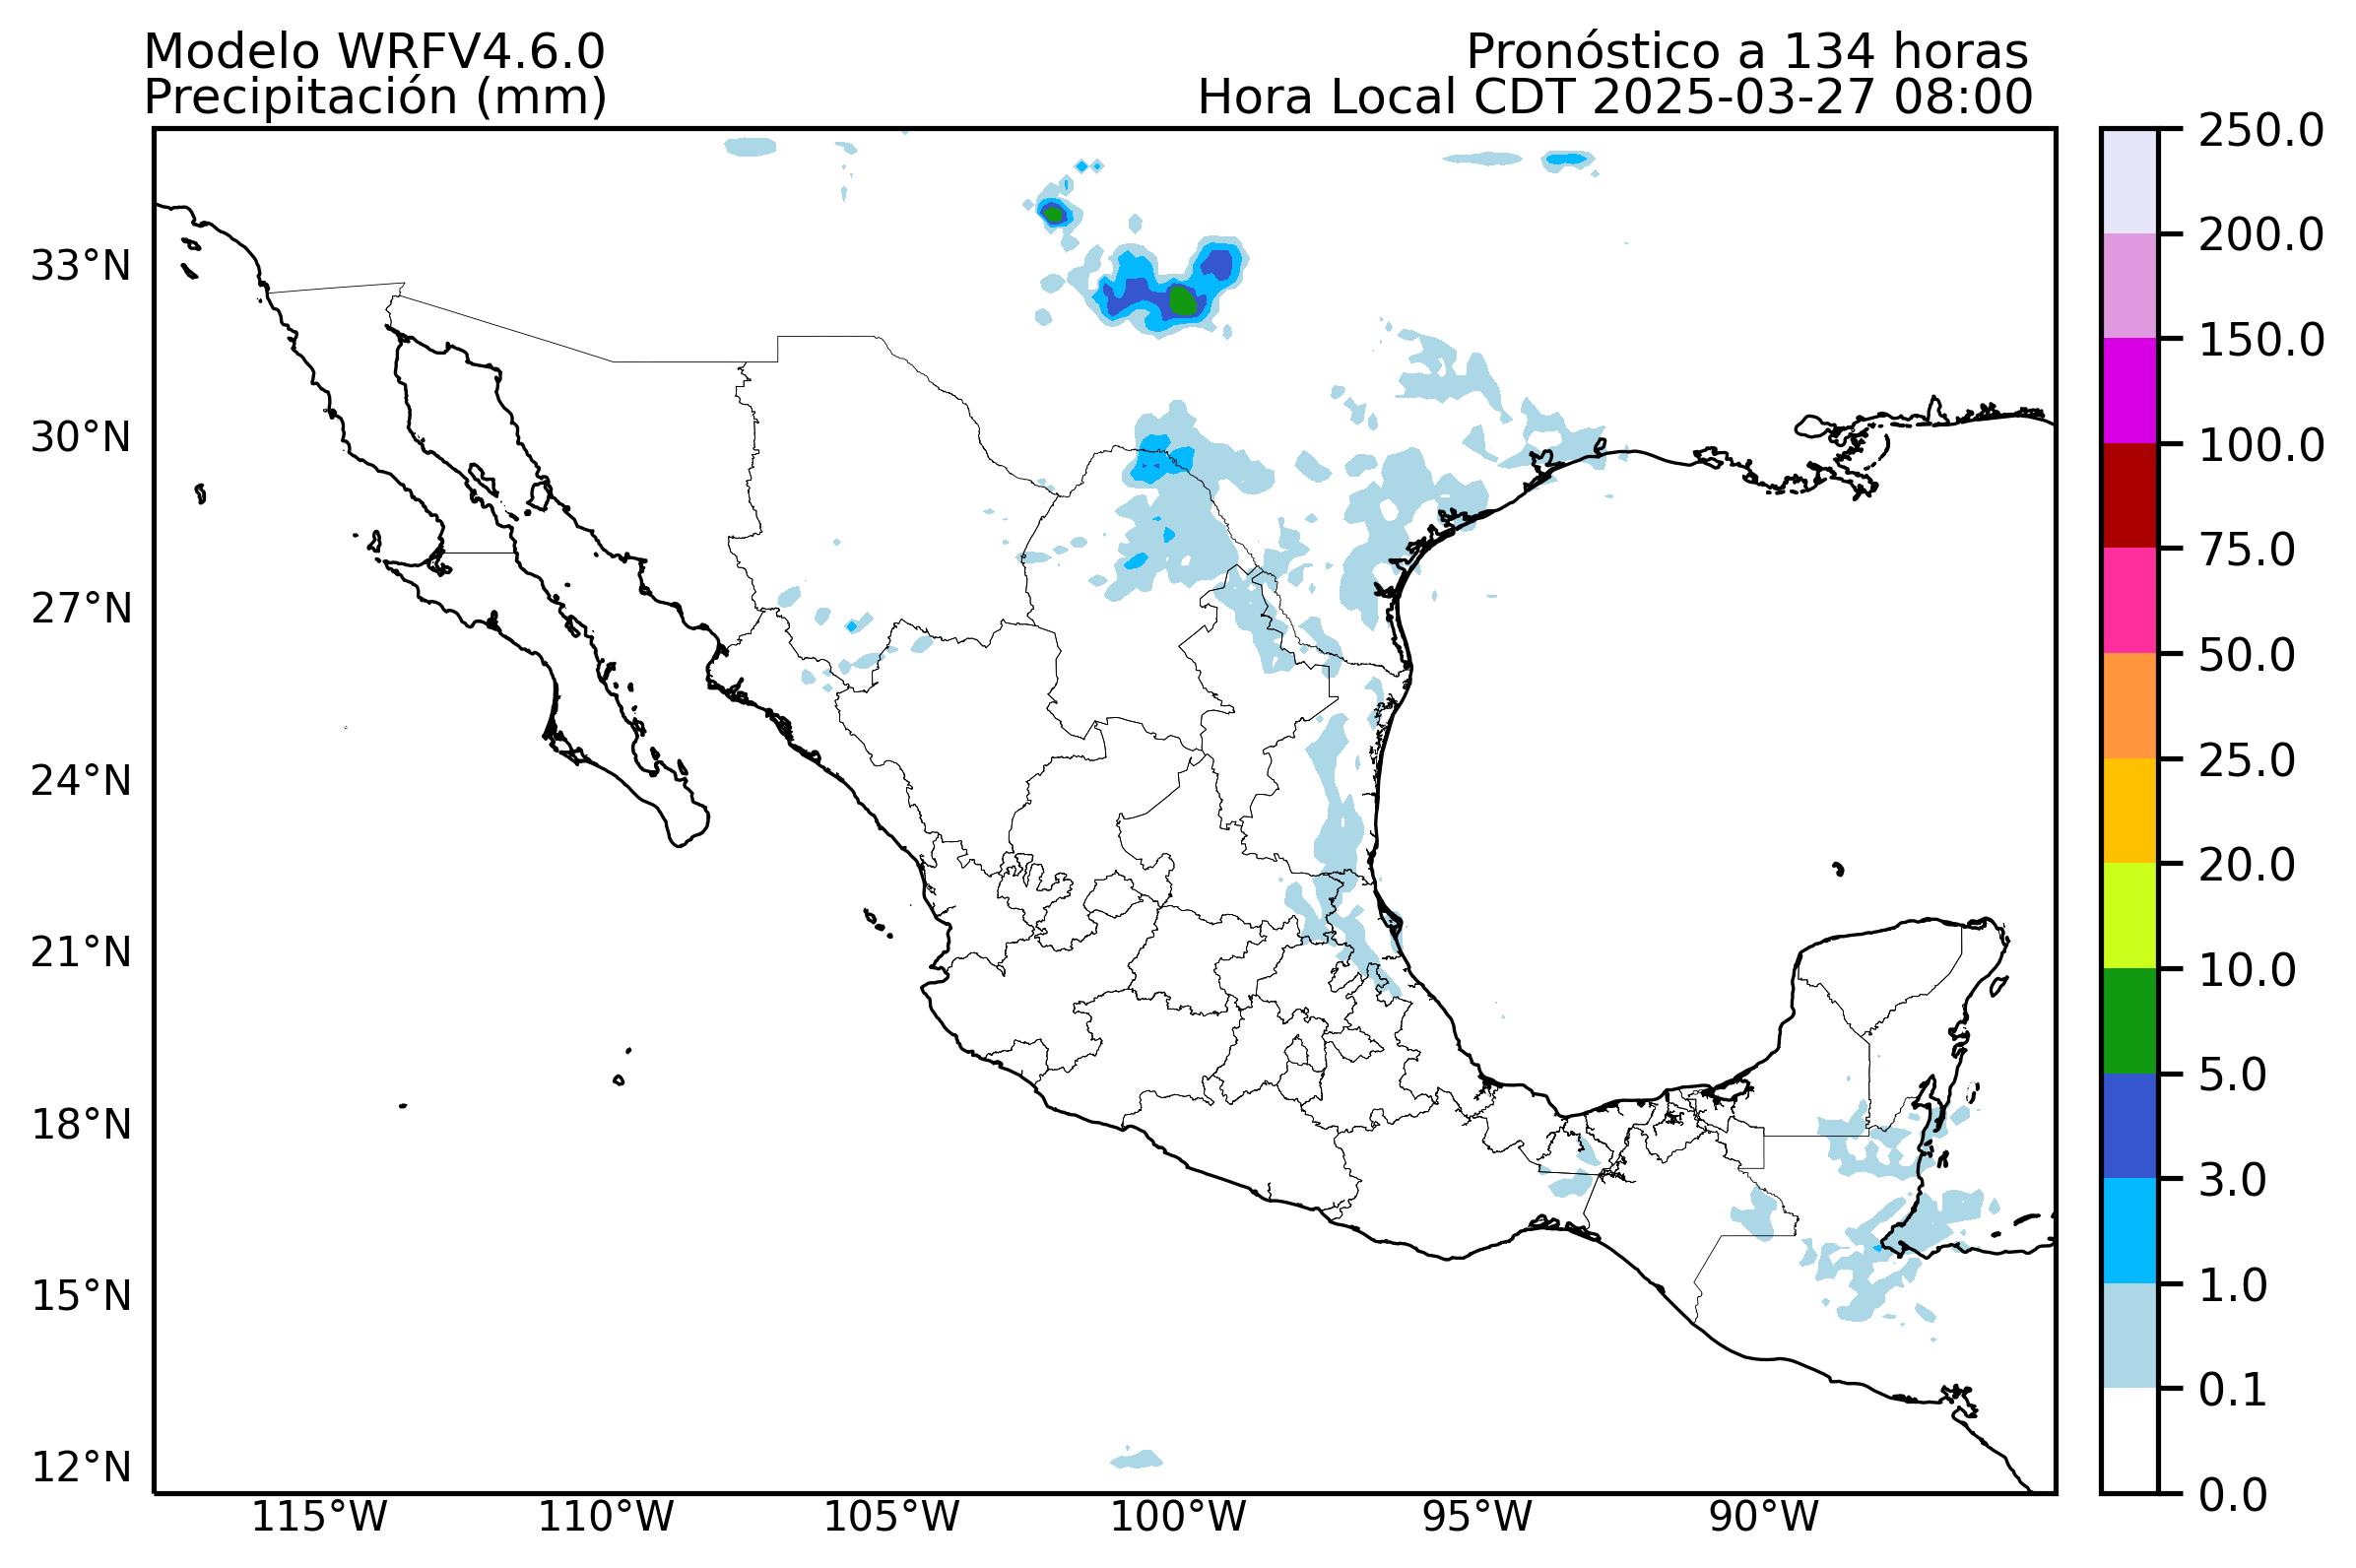 Modelo WRFV4.6.0
Precipitación (mm)
Pronóstico a 134 horas
Hora Local CDT 2025-03-27 08:00
33°N
30°N
27°N
24°N
21°N
18°N
15°N
12°N
115°W
110°W
105°W
100°W
95°W
90°W
250.0
200.0
150.0
100.0
75.0
50.0
25.0
20.0
10.0
5.0
3.0
1.0
0.1
0.0